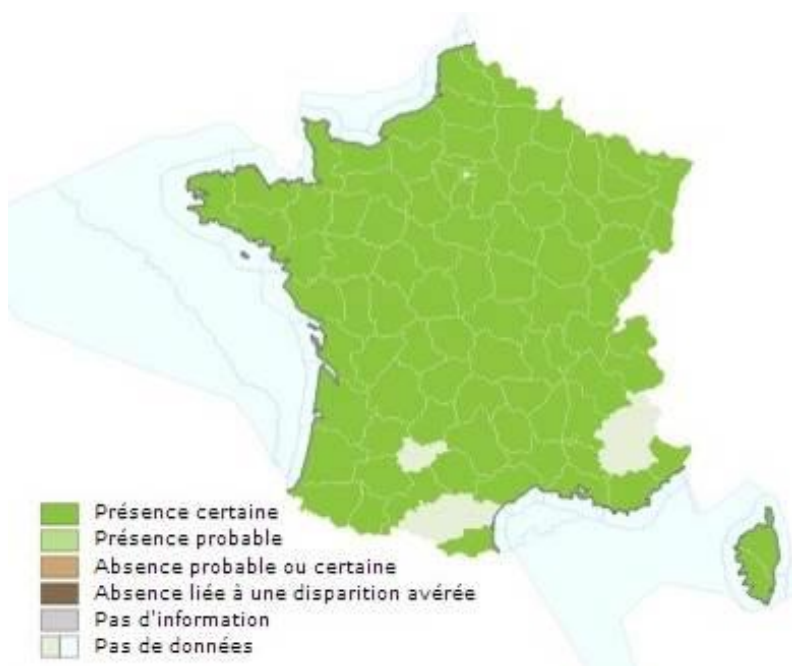 Présence certaine
Présence probable
Absence probable ou certaine
Absence liée à une disparition avérée
Pas d'information
Pas de données